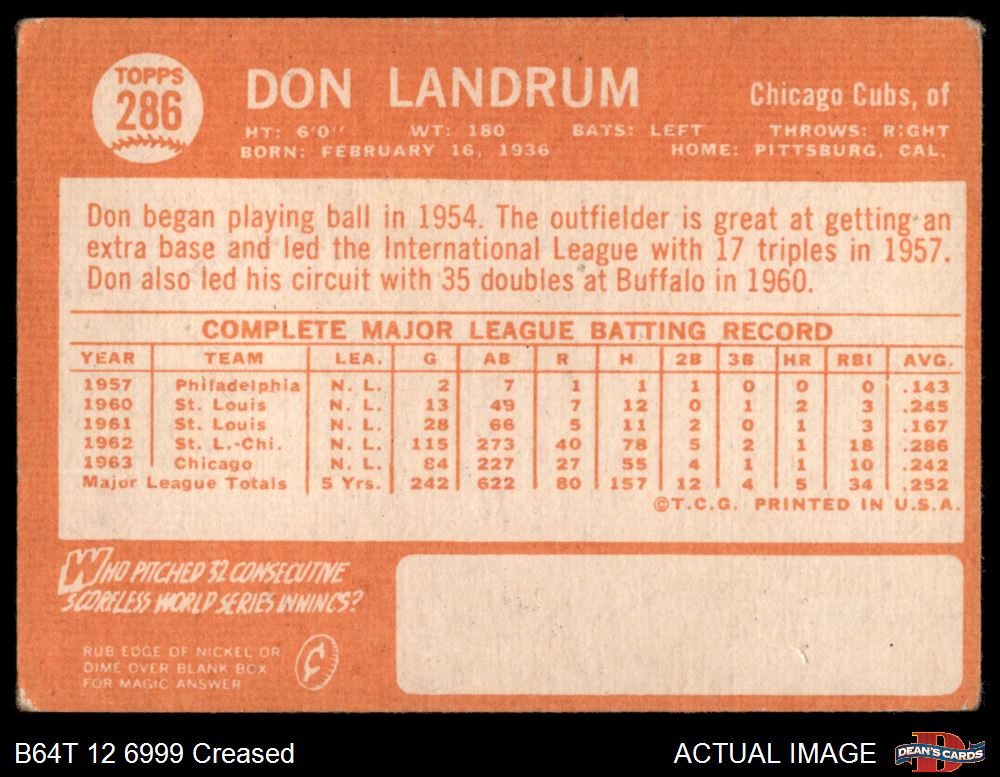 TOPPS
286
DON LANDRUM
Chicago Cubs, of
HT: 6'0" WT: 180 BATS: LEFT THROWS: RIGHT
BORN: FEBRUARY 16, 1936 HOME: PITTSBURG, CAL.
Don began playing ball in 1954. The outfielder is great at getting an
extra base and led the International League with 17 triples in 1957.
Don also led his circuit with 35 doubles at Buffalo in 1960.
COMPLETE MAJOR LEAGUE BATTING RECORD
YEAR TEAM LEA. G AB R H 2B 3B HR RBI AVG.
1957 Philadelphia N. L. 2 7 1 1 1 0 0 0 .143
1960 St. Louis N. L. 13 49 7 12 0 1 2 3 .245
1961 St. Louis N. L. 28 66 5 11 2 0 1 3 .167
1962 St. L.-Chi. N. L. 115 273 40 78 5 2 1 18 .286
1963 Chicago N. L. 84 227 27 55 4 1 1 10 .242
Major League Totals 5 Yrs. 242 622 80 157 12 4 5 34 .252
©T.C.G. PRINTED IN U.S.A.
WHO PITCHED 32 CONSECUTIVE
SCORELESS WORLD SERIES INNINGS?
RUB EDGE OF NICKEL OR
DIME OVER BLANK BOX
FOR MAGIC ANSWER
B64T 12 6999 Creased
ACTUAL IMAGE
DEAN'S CARDS